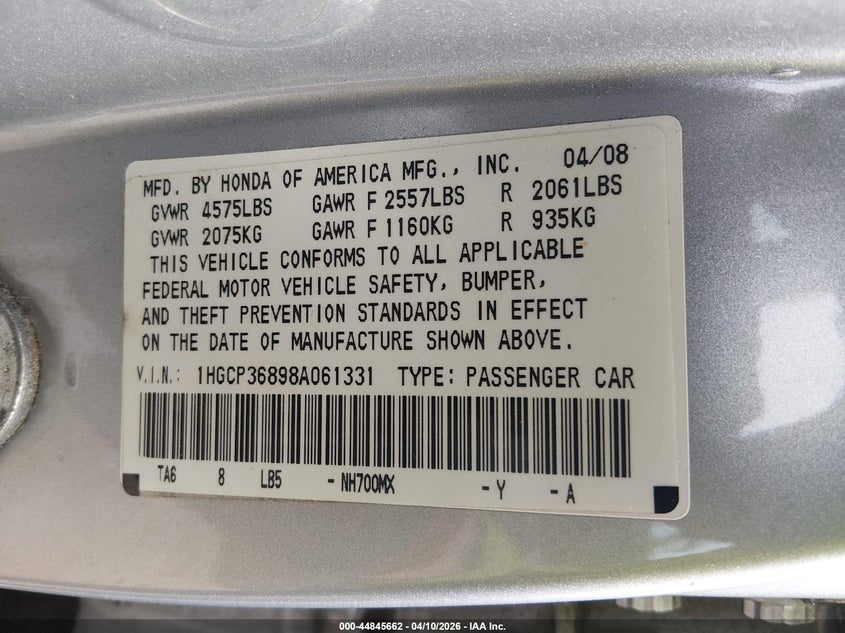 MFD. BY HONDA OF AMERICA MFG., INC. 04/08
GVWR 4575LBS GAWR F 2557LBS R 2061LBS
GVWR 2075KG GAWR F 1160KG R 935KG
THIS VEHICLE CONFORMS TO ALL APPLICABLE
FEDERAL MOTOR VEHICLE SAFETY, BUMPER,
AND THEFT PREVENTION STANDARDS IN EFFECT
ON THE DATE OF MANUFACTURE SHOWN ABOVE.
V.I.N.: 1HGCP36898A061331 TYPE: PASSENGER CAR
TA6 8 LB5 - NH700MX - Y - A
000-44845662 - 04/10/2026 - IAA Inc.